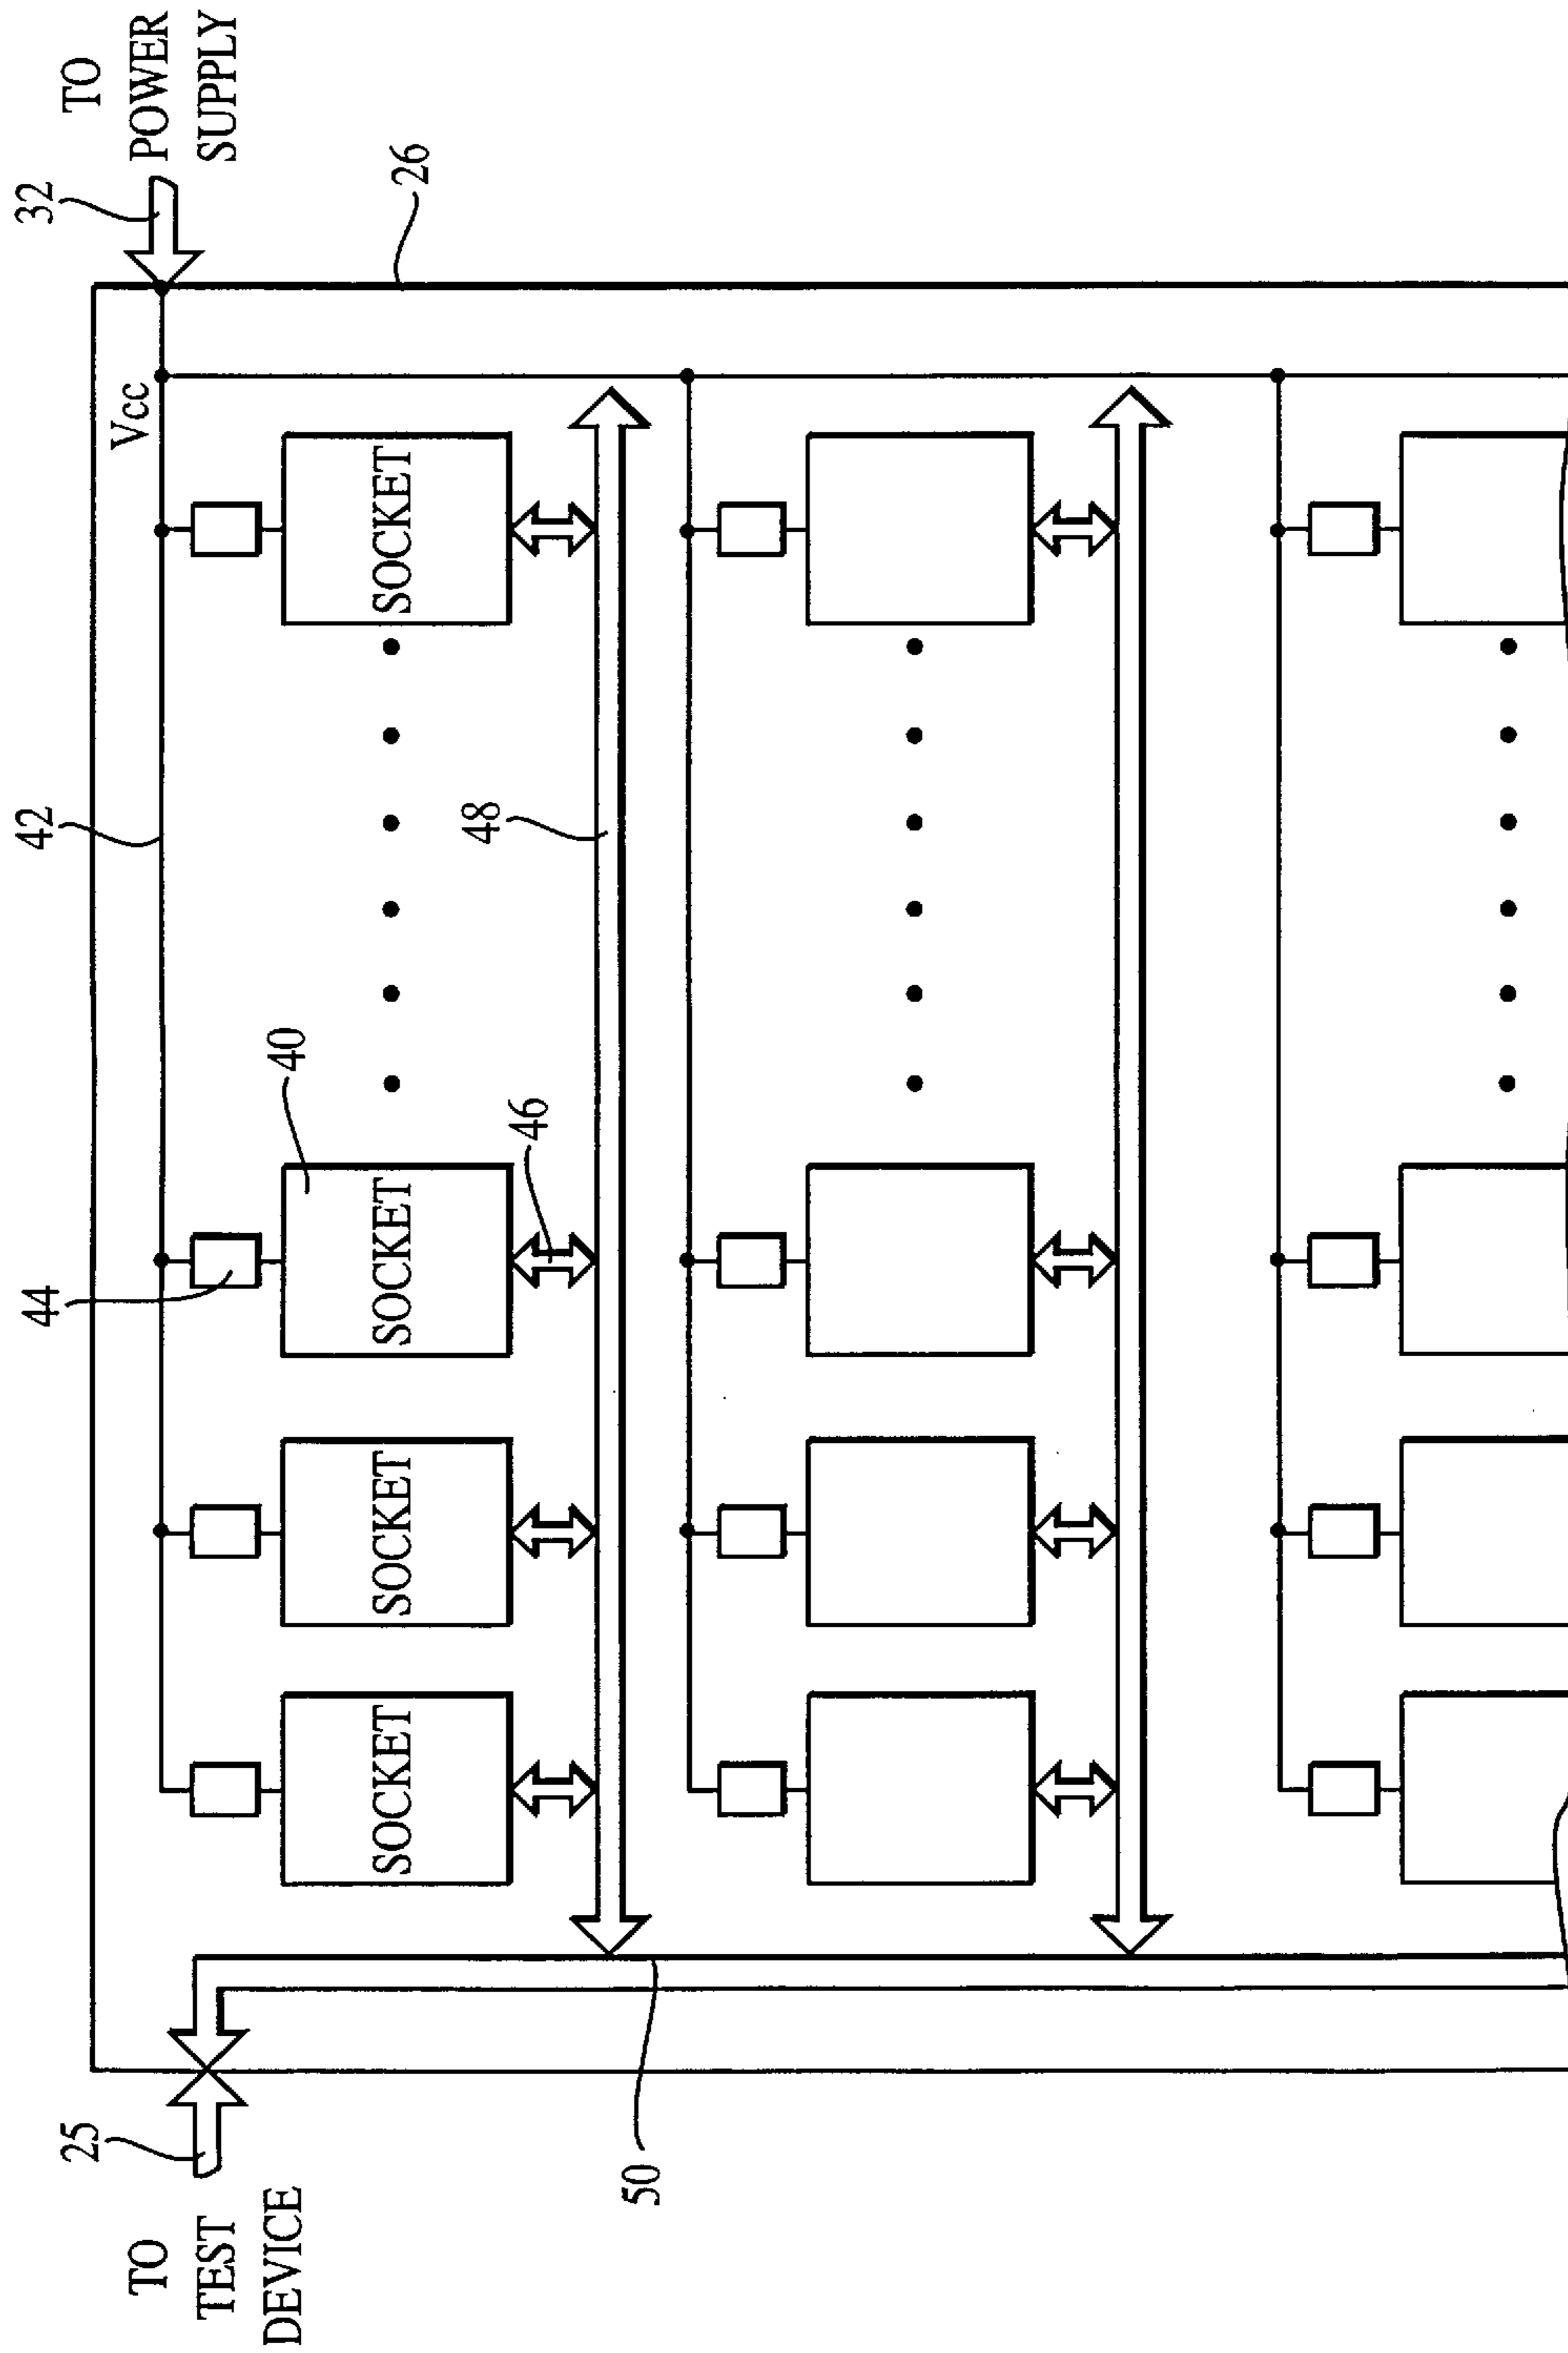 TO
TEST
DEVICE
25
50
44
42
32
TO
POWER
SUPPLY
Vcc
26
40
46
48
SOCKET
SOCKET
SOCKET
SOCKET